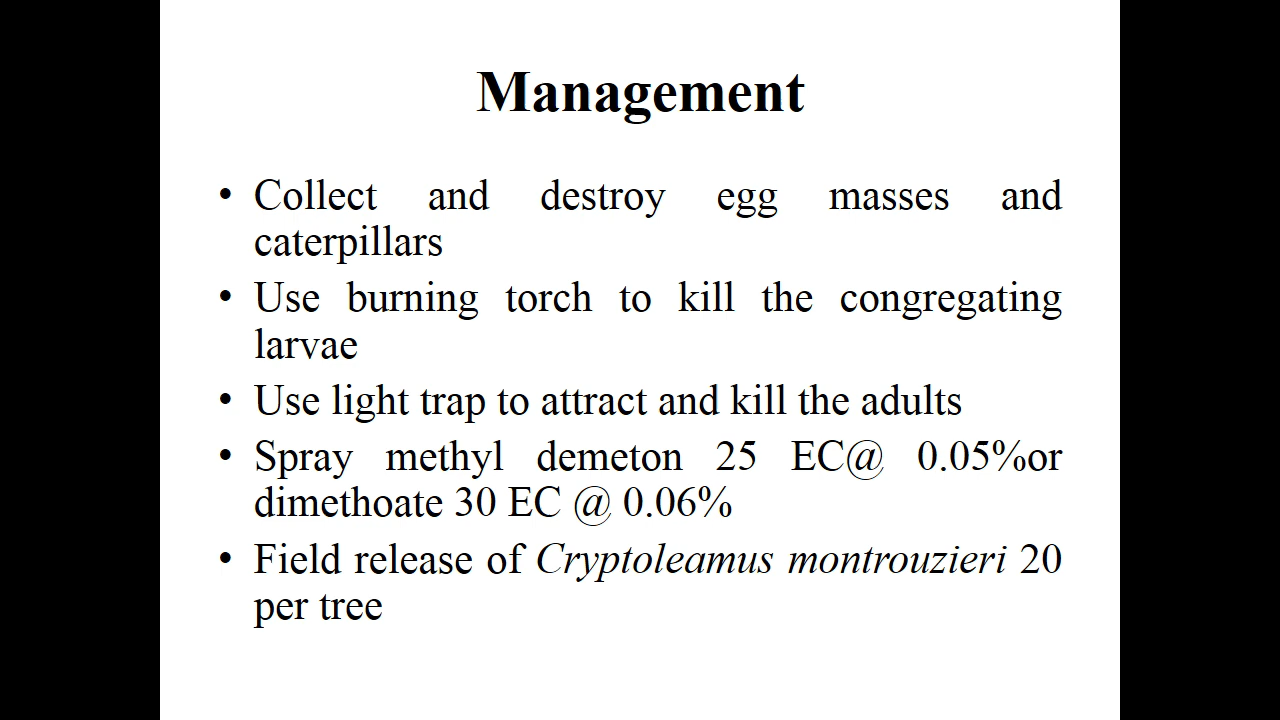 Management
• Collect and destroy egg masses and
caterpillars
• Use burning torch to kill the congregating
larvae
• Use light trap to attract and kill the adults
• Spray methyl demeton 25 EC@ 0.05%or
dimethoate 30 EC @ 0.06%
• Field release of Cryptoleamus montrouzieri 20
per tree